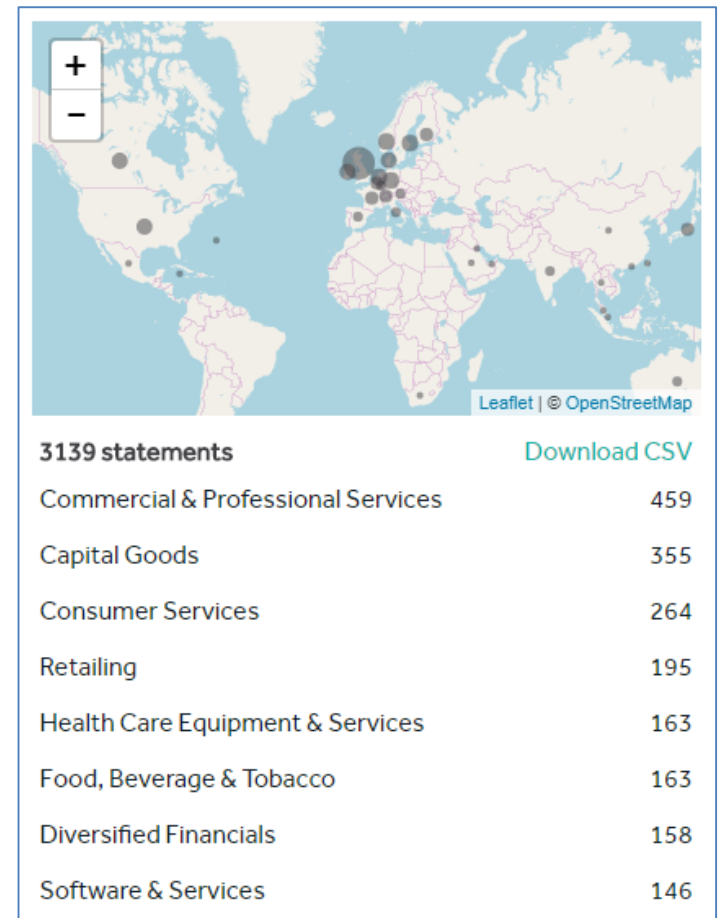 +
−
Leaflet | © OpenStreetMap
3139 statements Download CSV
Commercial & Professional Services 459
Capital Goods 355
Consumer Services 264
Retailing 195
Health Care Equipment & Services 163
Food, Beverage & Tobacco 163
Diversified Financials 158
Software & Services 146